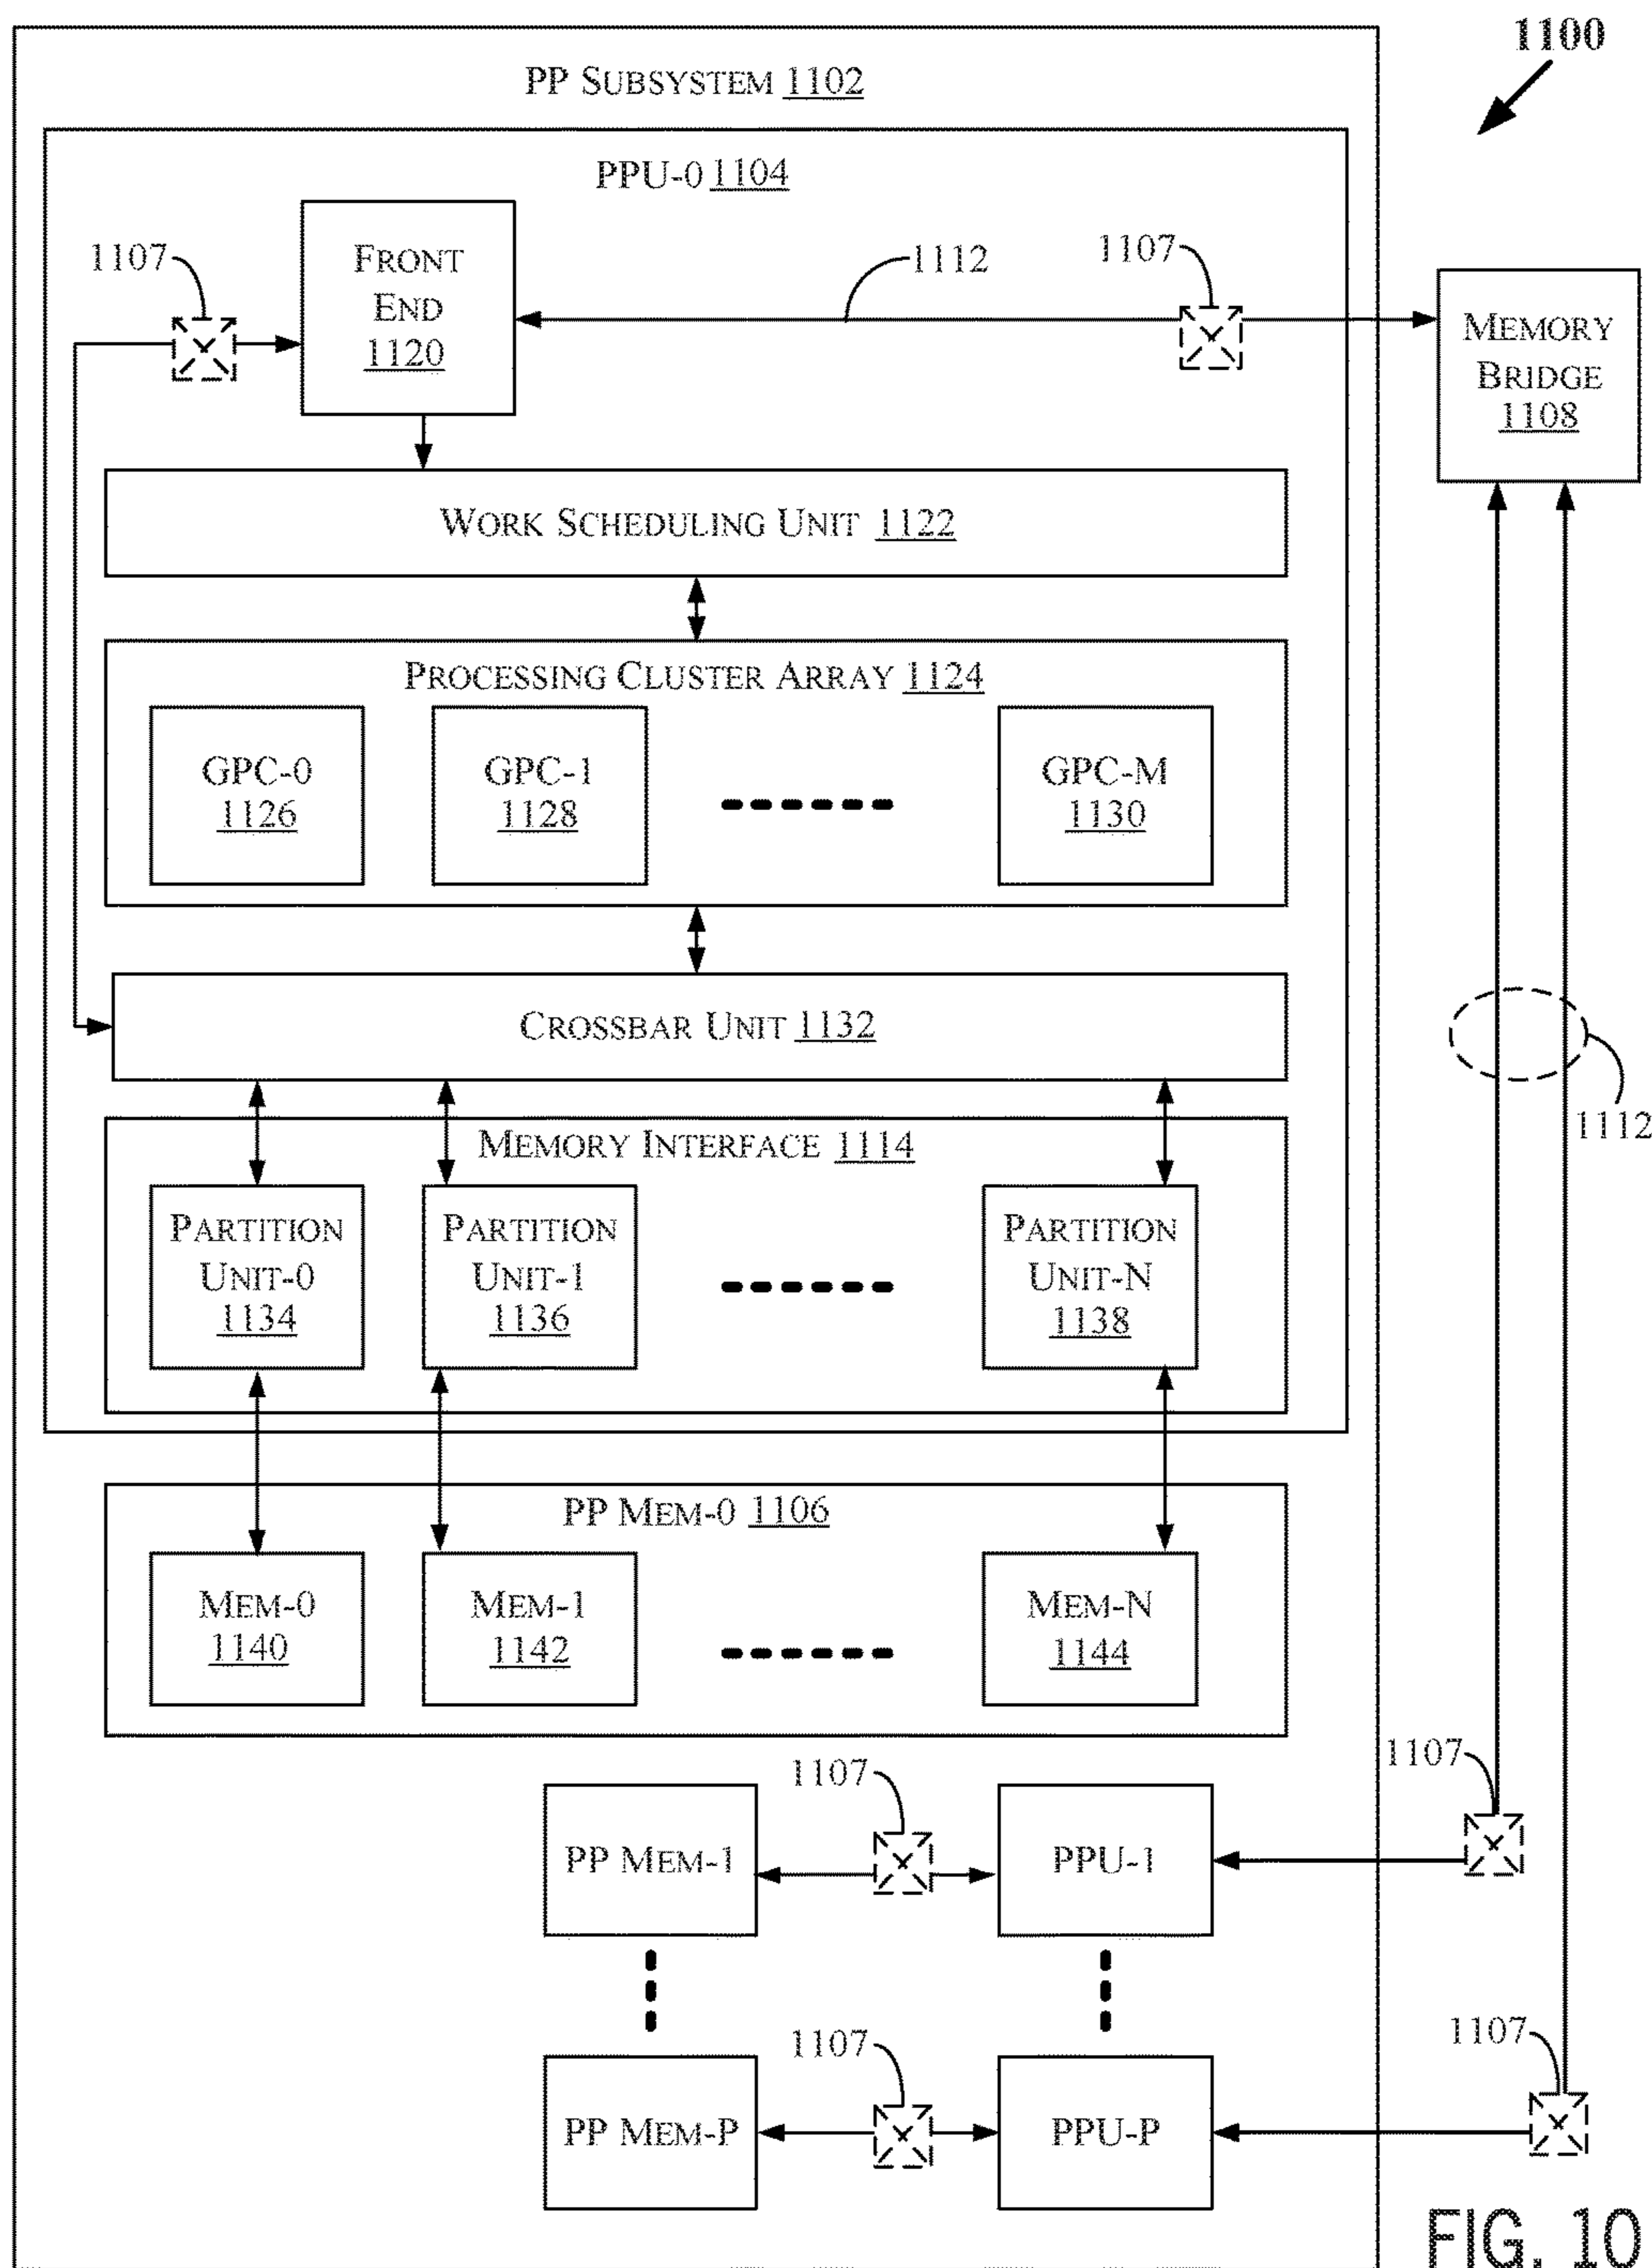 1100
PP SUBSYSTEM 1102
PPU-0 1104
1107
FRONT
END
1120
1112
1107
MEMORY
BRIDGE
1108
WORK SCHEDULING UNIT 1122
PROCESSING CLUSTER ARRAY 1124
GPC-0
1126
GPC-1
1128
GPC-M
1130
CROSSBAR UNIT 1132
1112
MEMORY INTERFACE 1114
PARTITION
UNIT-0
1134
PARTITION
UNIT-1
1136
PARTITION
UNIT-N
1138
PP MEM-0 1106
MEM-0
1140
MEM-1
1142
MEM-N
1144
1107
1107
PP MEM-1
PPU-1
1107
1107
PP MEM-P
PPU-P
FIG. 10